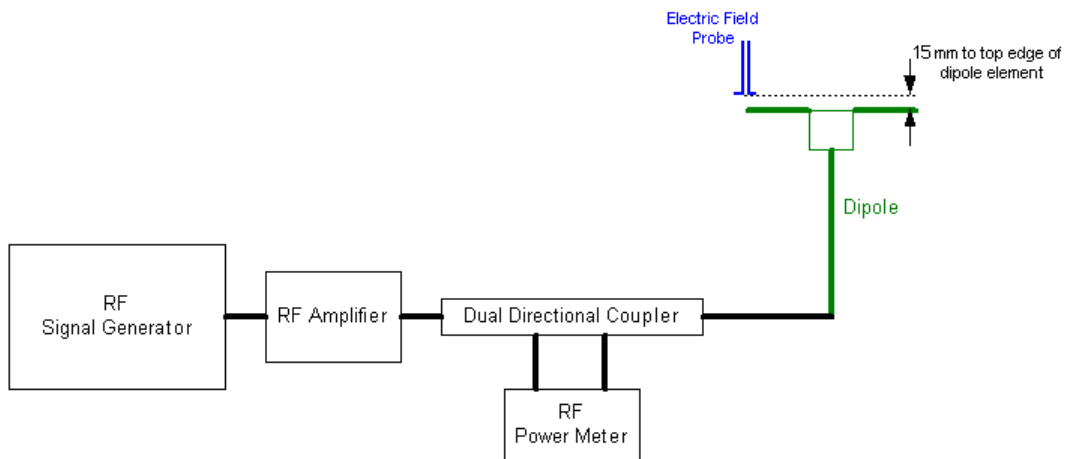 Electric Field
Probe
15 mm to top edge of
dipole element
Dipole
RF
Signal Generator
RF Amplifier
Dual Directional Coupler
RF
Power Meter